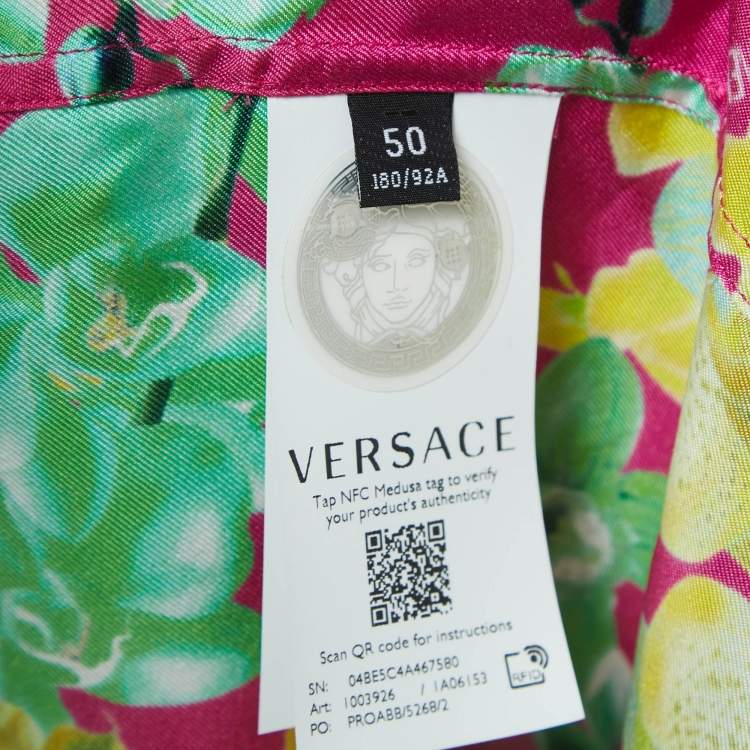 50
180/92A
VERSACE
Tap NFC Medusa tag to verify
your product's authenticity
Scan QR code for instructions
SN: 04BE5C4A467580
Art: 1003926 / 1A06153
PO: PROABB/5268/2
RFID